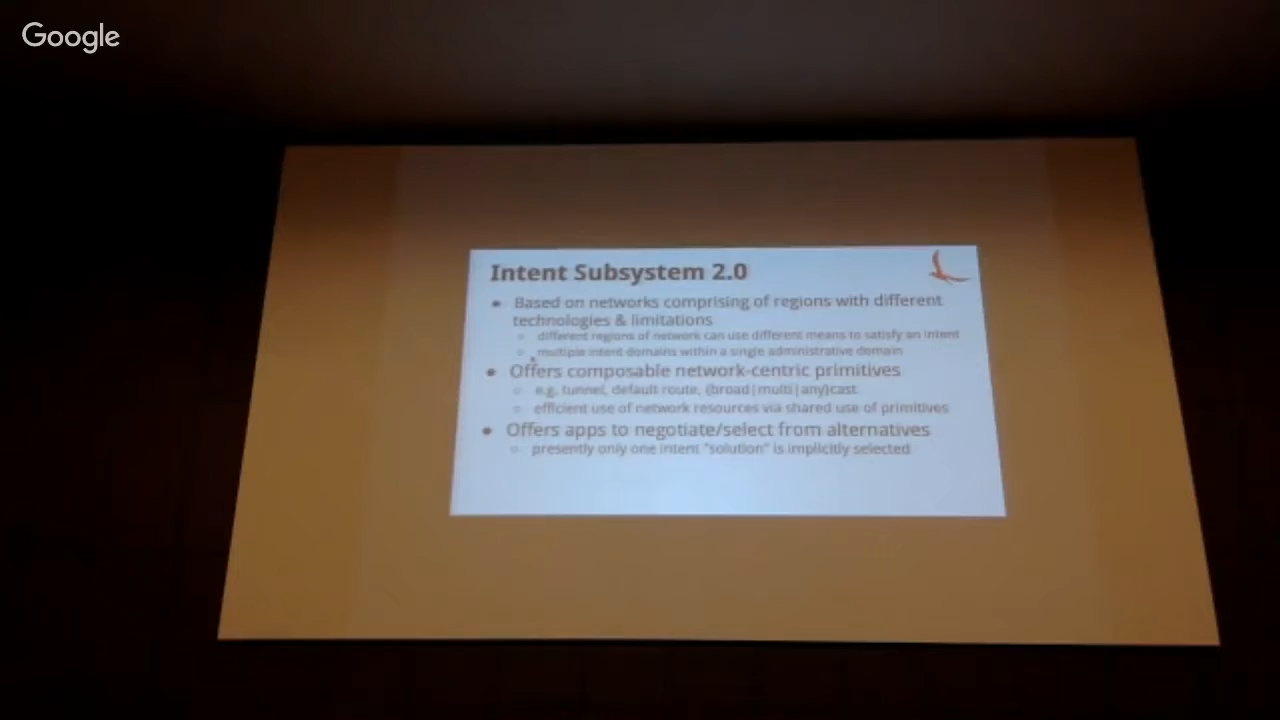 Google
Intent Subsystem 2.0
• Based on networks comprising of regions with different
technologies & limitations
○ different regions of network can use different means to satisfy an intent
○ multiple intent domains within a single administrative domain
• Offers composable network-centric primitives
○ e.g. tunnel, default route, {broad|multi|any}cast
○ efficient use of network resources via shared use of primitives
• Offers apps to negotiate/select from alternatives
○ presently only one intent "solution" is implicitly selected